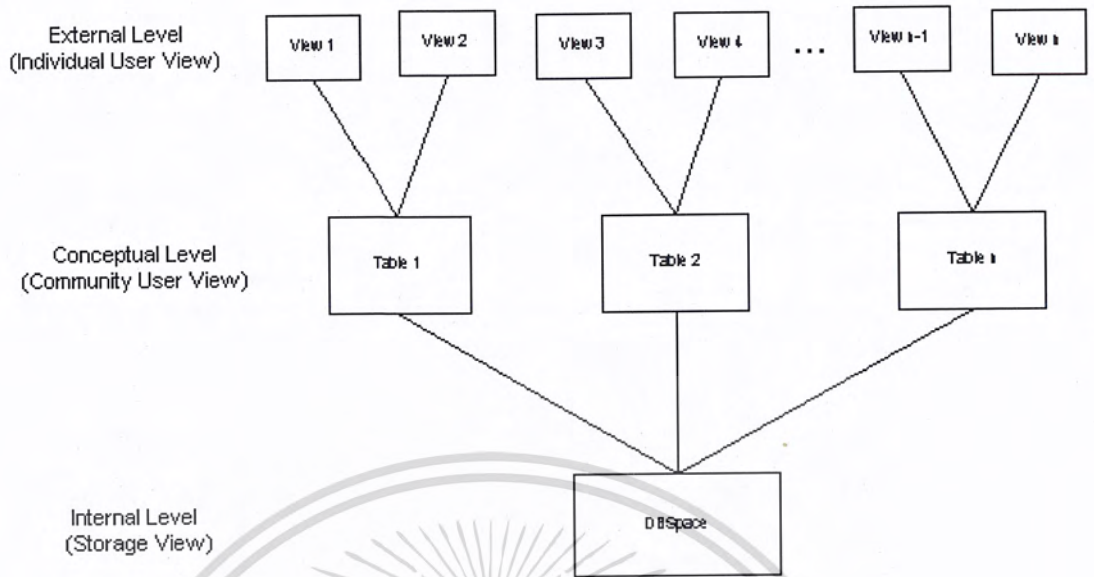 External Level
(Individual User View)
View 1
View 2
View 3
View 4
...
View n-1
View n
Conceptual Level
(Community User View)
Table 1
Table 2
Table n
Internal Level
(Storage View)
DBSpace